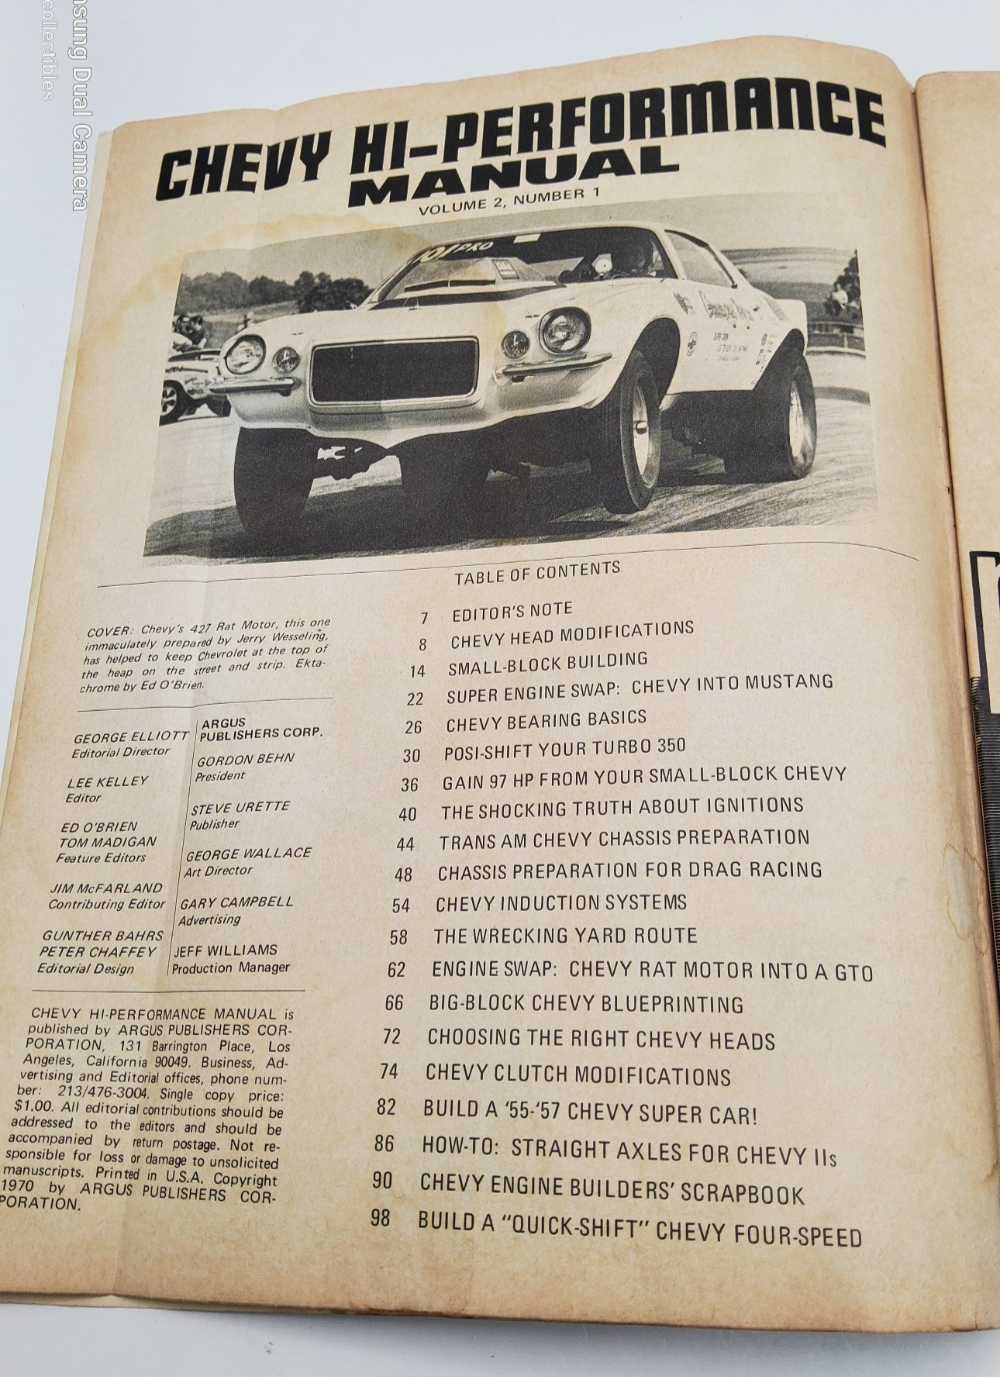 Samsung Dual Camera
collectibles
CHEVY HI-PERFORMANCE
MANUAL
VOLUME 2, NUMBER 1
PRO
TABLE OF CONTENTS
7 EDITOR'S NOTE
8 CHEVY HEAD MODIFICATIONS
14 SMALL-BLOCK BUILDING
22 SUPER ENGINE SWAP: CHEVY INTO MUSTANG
26 CHEVY BEARING BASICS
30 POSI-SHIFT YOUR TURBO 350
36 GAIN 97 HP FROM YOUR SMALL-BLOCK CHEVY
40 THE SHOCKING TRUTH ABOUT IGNITIONS
44 TRANS AM CHEVY CHASSIS PREPARATION
48 CHASSIS PREPARATION FOR DRAG RACING
54 CHEVY INDUCTION SYSTEMS
58 THE WRECKING YARD ROUTE
62 ENGINE SWAP: CHEVY RAT MOTOR INTO A GTO
66 BIG-BLOCK CHEVY BLUEPRINTING
72 CHOOSING THE RIGHT CHEVY HEADS
74 CHEVY CLUTCH MODIFICATIONS
82 BUILD A '55-'57 CHEVY SUPER CAR!
86 HOW-TO: STRAIGHT AXLES FOR CHEVY IIs
90 CHEVY ENGINE BUILDERS' SCRAPBOOK
98 BUILD A "QUICK-SHIFT" CHEVY FOUR-SPEED
COVER: Chevy's 427 Rat Motor, this one
immaculately prepared by Jerry Wesseling,
has helped to keep Chevrolet at the top of
the heap on the street and strip. Ekta-
chrome by Ed O'Brien.
GEORGE ELLIOTT
Editorial Director
LEE KELLEY
Editor
ED O'BRIEN
TOM MADIGAN
Feature Editors
JIM McFARLAND
Contributing Editor
GUNTHER BAHRS
PETER CHAFFEY
Editorial Design
ARGUS
PUBLISHERS CORP.
GORDON BEHN
President
STEVE URETTE
Publisher
GEORGE WALLACE
Art Director
GARY CAMPBELL
Advertising
JEFF WILLIAMS
Production Manager
CHEVY HI-PERFORMANCE MANUAL is
published by ARGUS PUBLISHERS COR-
PORATION, 131 Barrington Place, Los
Angeles, California 90049. Business, Ad-
vertising and Editorial offices, phone num-
ber: 213/476-3004. Single copy price:
$1.00. All editorial contributions should be
addressed to the editors and should be
accompanied by return postage. Not re-
sponsible for loss or damage to unsolicited
manuscripts. Printed in U.S.A. Copyright
1970 by ARGUS PUBLISHERS COR-
PORATION.